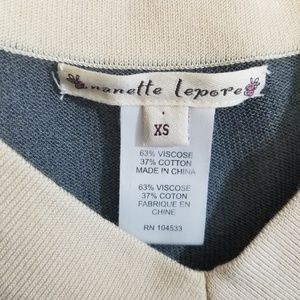 nanette lepore
XS
63% VISCOSE
37% COTTON
MADE IN CHINA
63% VISCOSE
37% COTON
FABRIQUE EN
CHINE
RN 104533